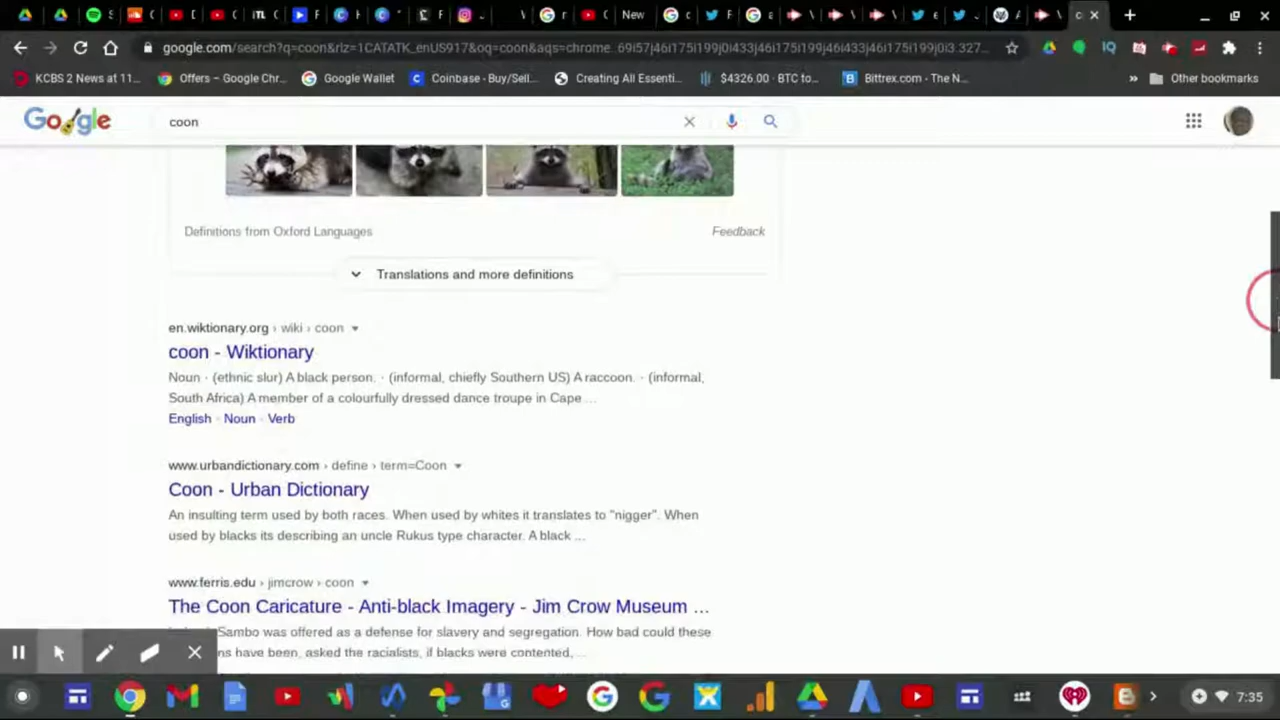 New
google.com/search?q=coon&rlz=1CATATK_enUS917&oq=coon&aqs=chrome..69i57j46i175i199j0i433j46i175i199j46i433j46i175i199j0i3.327...
KCBS 2 News at 11... Offers – Google Chr... Google Wallet Coinbase - Buy/Sell... Creating All Essenti... $4326.00 · BTC to... Bittrex.com - The N... » Other bookmarks
Google
coon
Definitions from Oxford Languages
Feedback
Translations and more definitions
en.wiktionary.org › wiki › coon
coon - Wiktionary
Noun · (ethnic slur) A black person. · (informal, chiefly Southern US) A raccoon. · (informal,
South Africa) A member of a colourfully dressed dance troupe in Cape ...
English · Noun · Verb
www.urbandictionary.com › define › term=Coon
Coon - Urban Dictionary
An insulting term used by both races. When used by whites it translates to "nigger". When
used by blacks its describing an uncle Rukus type character. A black ...
www.ferris.edu › jimcrow › coon
The Coon Caricature - Anti-black Imagery - Jim Crow Museum ...
Sambo was offered as a defense for slavery and segregation. How bad could these
ns have been, asked the racialists, if blacks were contented, ...
7:35